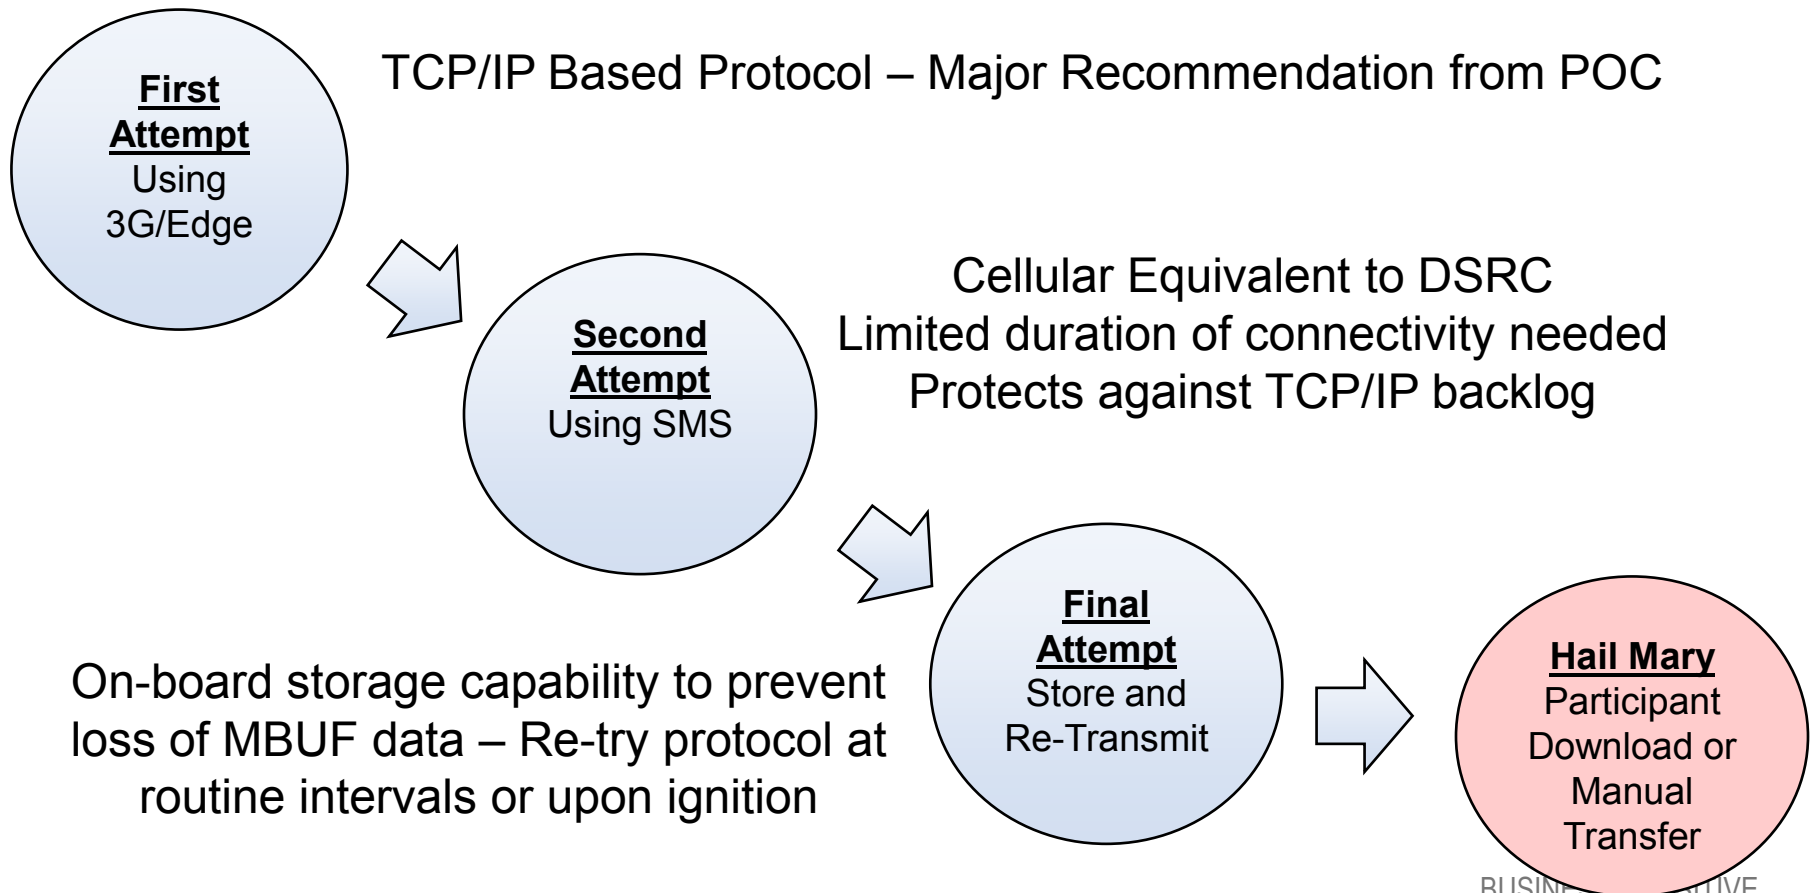 First
Attempt
Using
3G/Edge
TCP/IP Based Protocol – Major Recommendation from POC
Second
Attempt
Using SMS
Cellular Equivalent to DSRC
Limited duration of connectivity needed
Protects against TCP/IP backlog
Final
Attempt
Store and
Re-Transmit
On-board storage capability to prevent
loss of MBUF data – Re-try protocol at
routine intervals or upon ignition
Hail Mary
Participant
Download or
Manual
Transfer